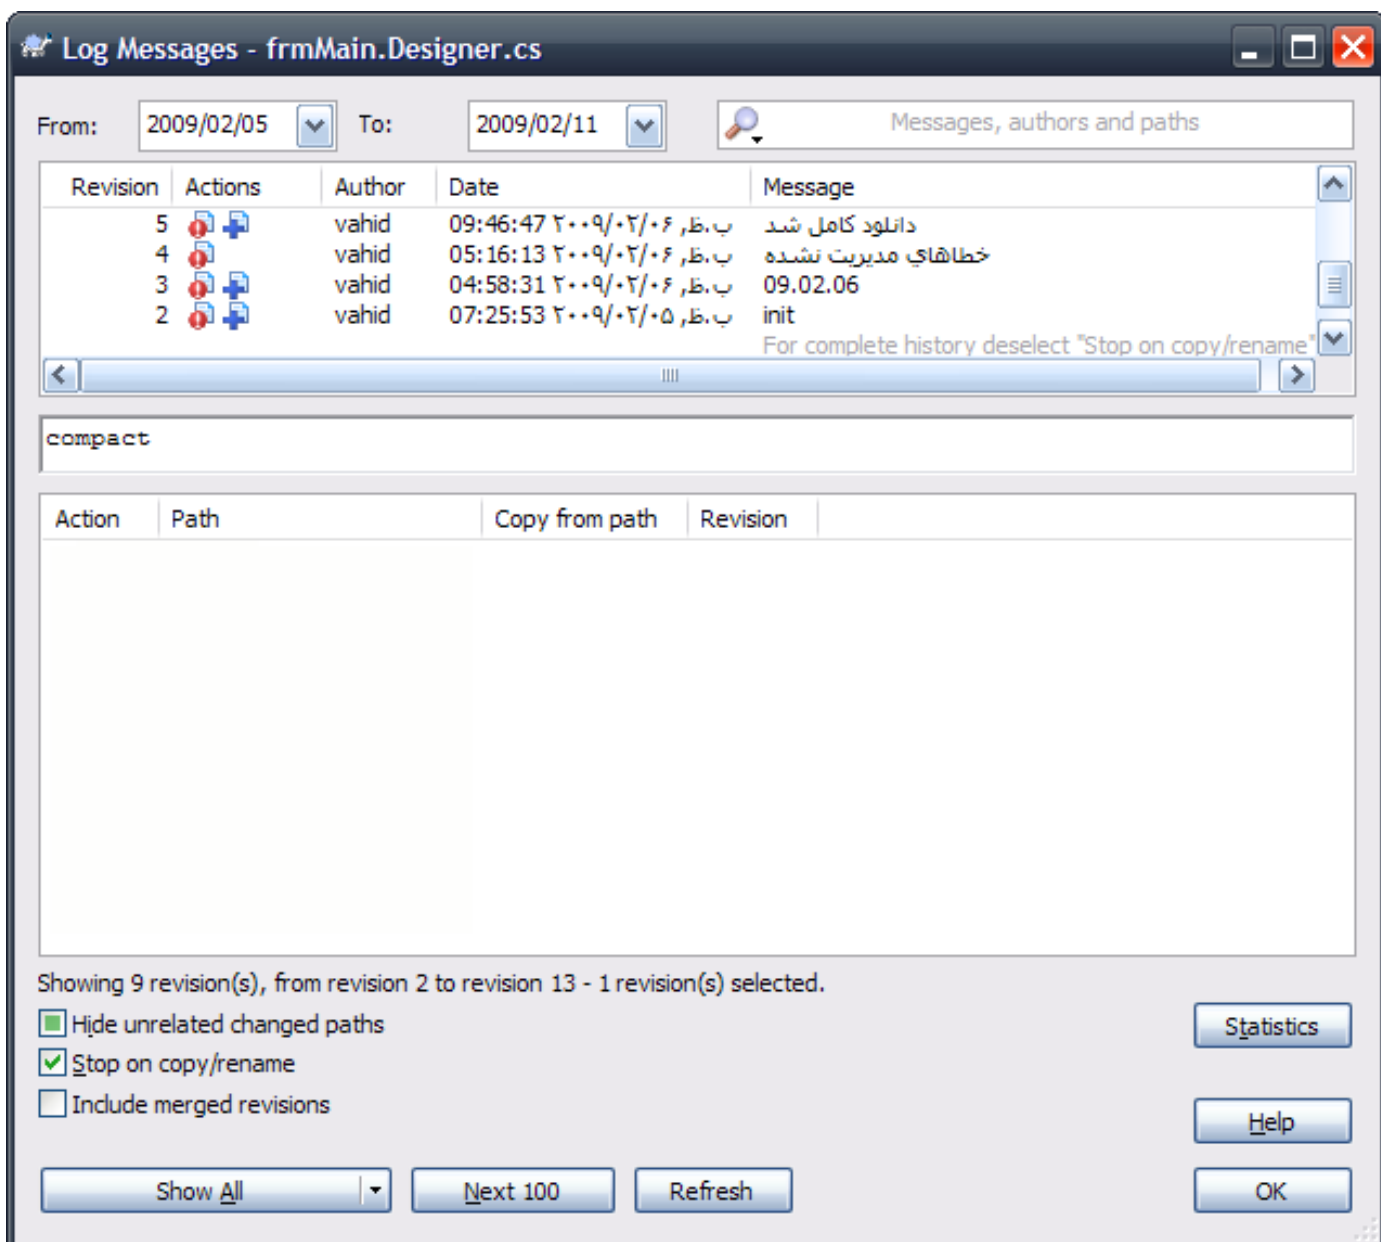 Log Messages - frmMain.Designer.cs
From: 2009/02/05 To: 2009/02/11 Messages, authors and paths
Revision Actions Author Date Message
5 vahid 09:46:47 ۲۰۰۹/۰۲/۰۶ ,ب.ظ دانلود کامل شد
4 vahid 05:16:13 ۲۰۰۹/۰۲/۰۶ ,ب.ظ خطاهاي مديريت نشده
3 vahid 04:58:31 ۲۰۰۹/۰۲/۰۶ ,ب.ظ 09.02.06
2 vahid 07:25:53 ۲۰۰۹/۰۲/۰۵ ,ب.ظ init
For complete history deselect "Stop on copy/rename"
compact
Action Path Copy from path Revision
Showing 9 revision(s), from revision 2 to revision 13 - 1 revision(s) selected.
Hide unrelated changed paths
Statistics
Stop on copy/rename
Include merged revisions
Help
Show All Next 100 Refresh OK